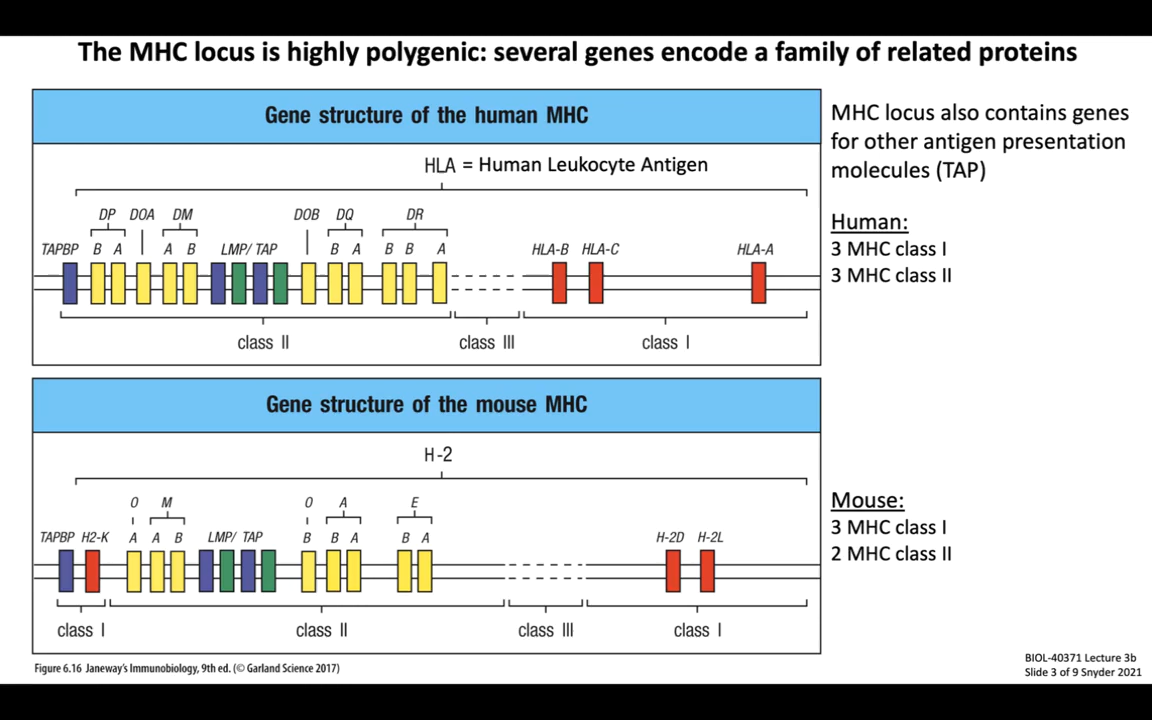 The MHC locus is highly polygenic: several genes encode a family of related proteins
Gene structure of the human MHC
HLA = Human Leukocyte Antigen
DP DOA DM DOB DQ DR
TAPBP B A A B LMP/ TAP B A B B A HLA-B HLA-C HLA-A
class II class III class I
MHC locus also contains genes
for other antigen presentation
molecules (TAP)
Human:
3 MHC class I
3 MHC class II
Gene structure of the mouse MHC
H-2
O M O A E
TAPBP H2-K A A B LMP/ TAP B B A B A H-2D H-2L
class I class II class III class I
Mouse:
3 MHC class I
2 MHC class II
Figure 6.16 Janeway's Immunobiology, 9th ed. (© Garland Science 2017)
BIOL-40371 Lecture 3b
Slide 3 of 9 Snyder 2021